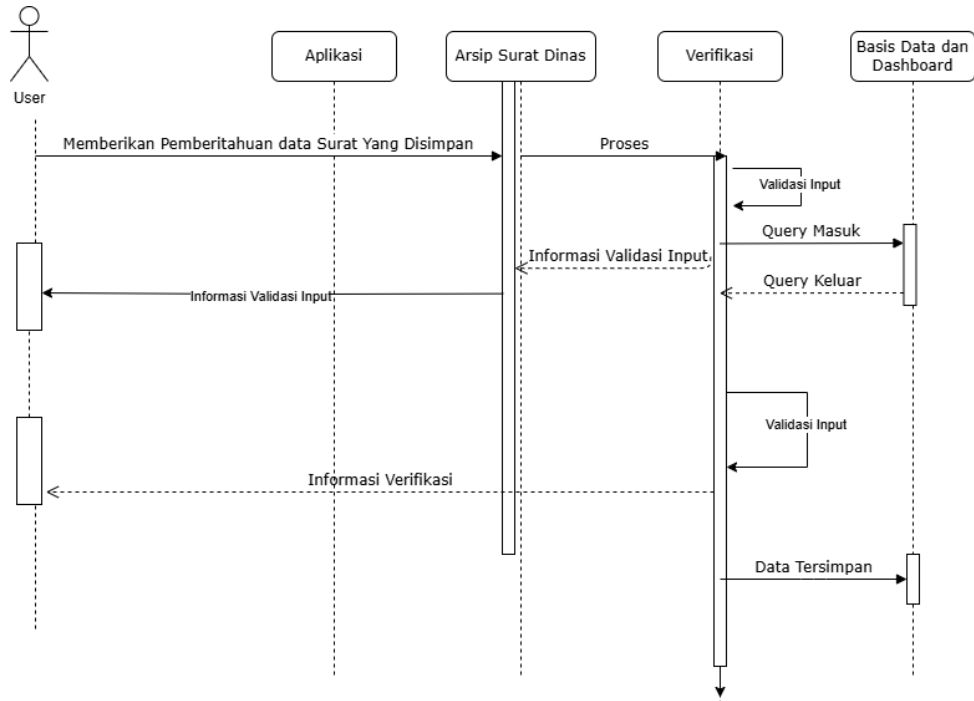 User
Aplikasi
Arsip Surat Dinas
Verifikasi
Basis Data dan
Dashboard
Memberikan Pemberitahuan data Surat Yang Disimpan
Proses
Validasi Input
Query Masuk
Informasi Validasi Input
Query Keluar
Informasi Validasi Input
Validasi Input
Informasi Verifikasi
Data Tersimpan